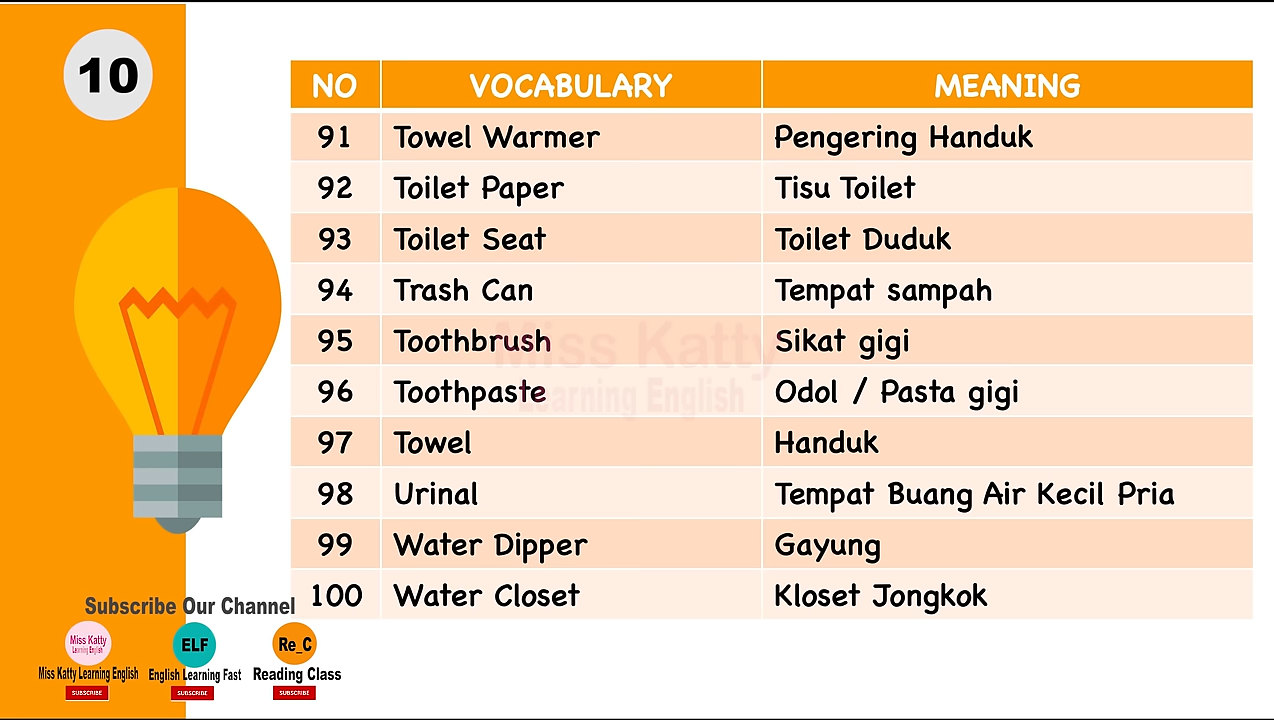 10
NO VOCABULARY MEANING
91 Towel Warmer Pengering Handuk
92 Toilet Paper Tisu Toilet
93 Toilet Seat Toilet Duduk
94 Trash Can Tempat sampah
95 Toothbrush Sikat gigi
96 Toothpaste Odol / Pasta gigi
97 Towel Handuk
98 Urinal Tempat Buang Air Kecil Pria
99 Water Dipper Gayung
100 Water Closet Kloset Jongkok
Miss Katty
Learning English
Subscribe Our Channel
Miss Katty
Learning English
ELF
Re_C
Miss Katty Learning English
English Learning Fast
Reading Class
SUBSCRIBE
SUBSCRIBE
SUBSCRIBE